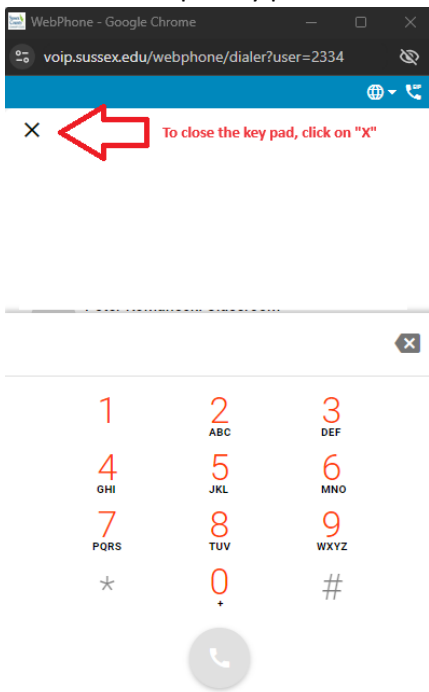 WebPhone - Google Chrome
voip.sussex.edu/webphone/dialer?user=2334
X To close the key pad, click on "X"
1 2 3
ABC DEF
4 5 6
GHI JKL MNO
7 8 9
PQRS TUV WXYZ
* 0 #
+